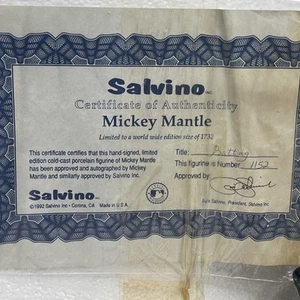 Salvino INC.
Certificate of Authenticity
Mickey Mantle
Limited to a world wide edition size of 1732
This certificate certifies that this hand-signed, limited
edition cold-cast porcelain figurine of Mickey Mantle
has been approved and autographed by Mickey
Mantle and similarly approved by Salvino Inc.
Title: Batting
This figurine is Number 1152
Approved by:
Salvino INC.
©1992 Salvino Inc • Corona, CA Made in U.S.A.
Salvino, President, Salvino Inc